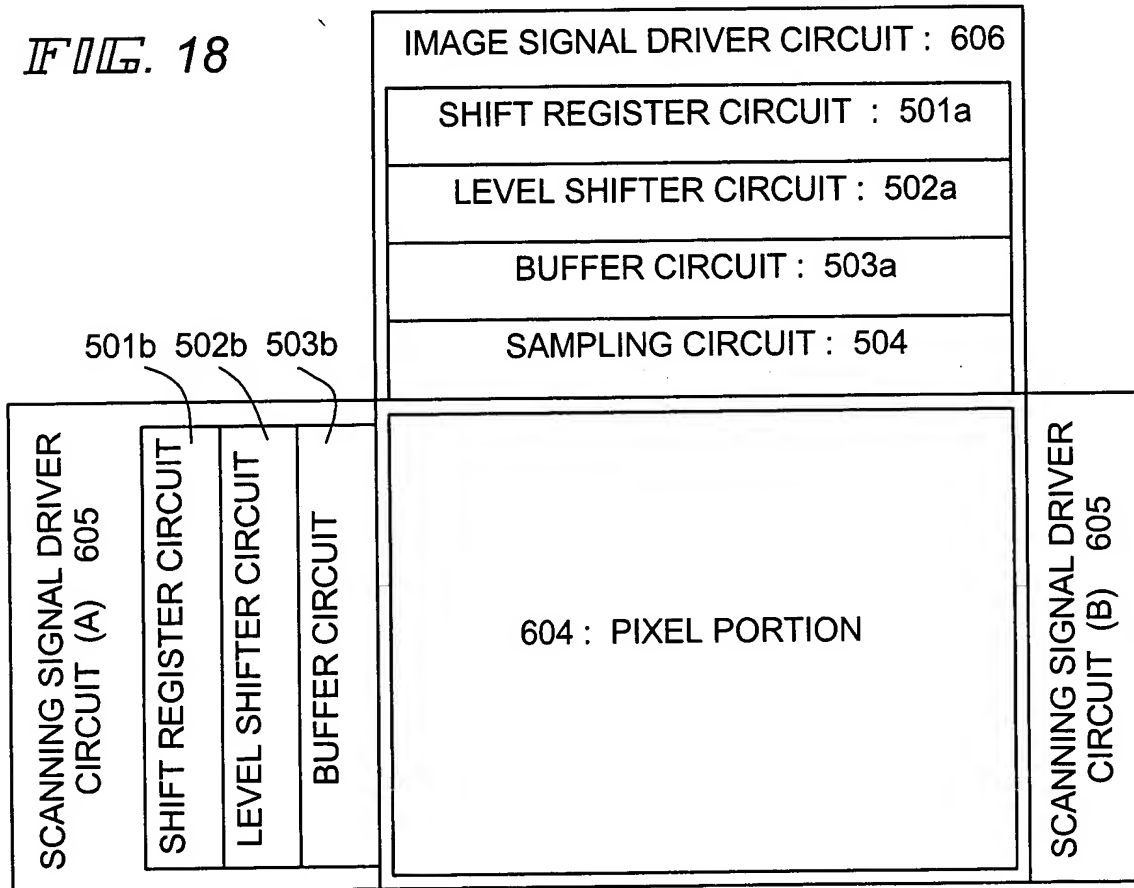 FIG. 18
IMAGE SIGNAL DRIVER CIRCUIT : 606
SHIFT REGISTER CIRCUIT : 501a
LEVEL SHIFTER CIRCUIT : 502a
BUFFER CIRCUIT : 503a
SAMPLING CIRCUIT : 504
501b 502b 503b
SCANNING SIGNAL DRIVER
CIRCUIT (A) 605
SHIFT REGISTER CIRCUIT
LEVEL SHIFTER CIRCUIT
BUFFER CIRCUIT
604 : PIXEL PORTION
SCANNING SIGNAL DRIVER
CIRCUIT (B) 605